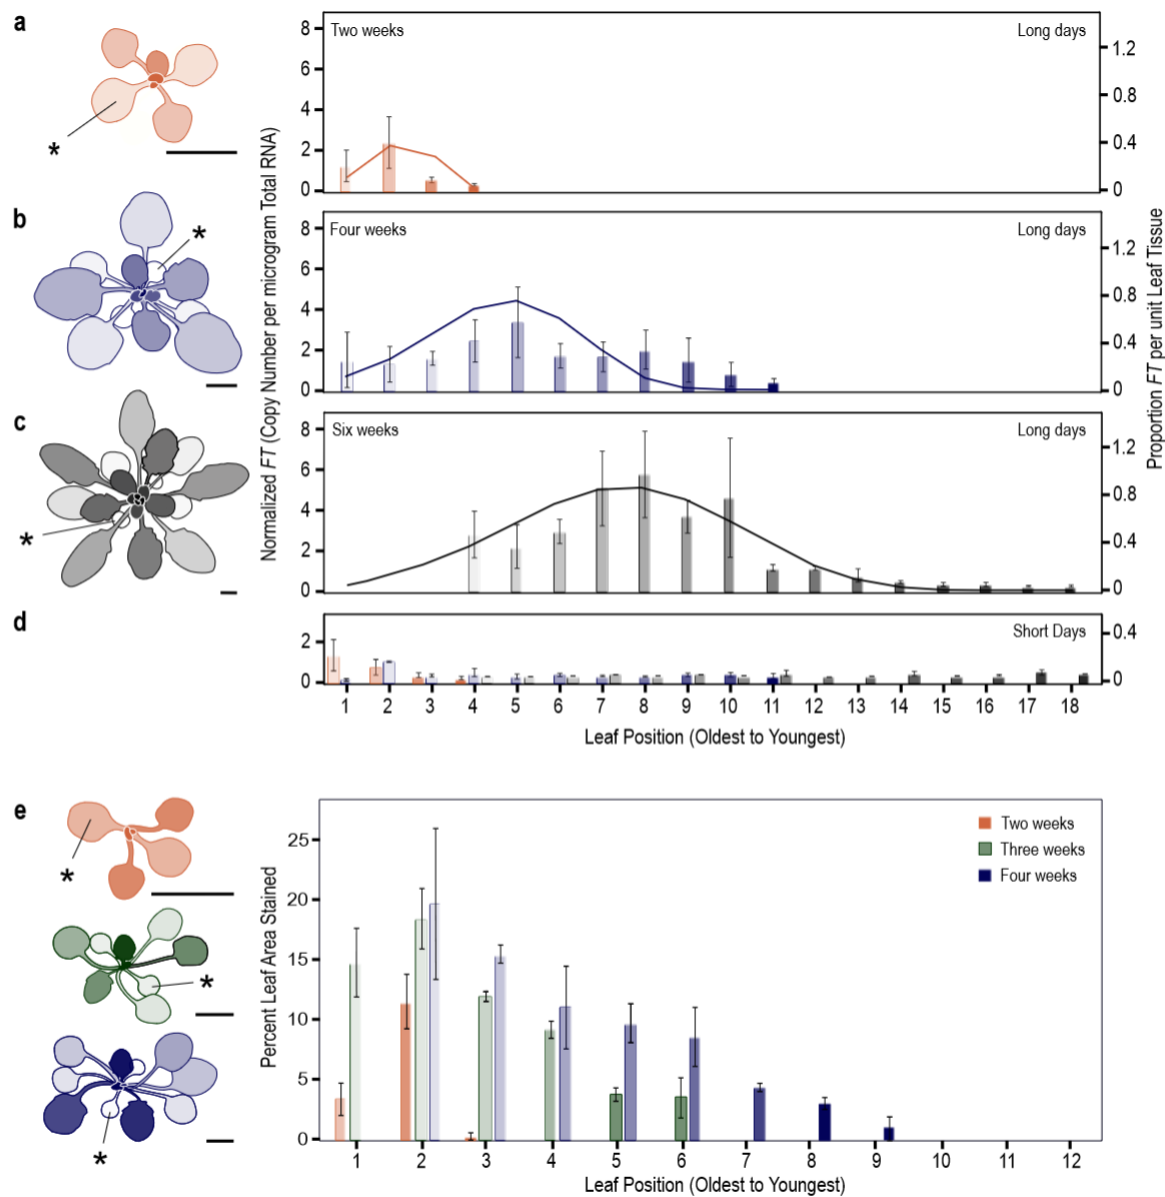 a
Two weeks
Long days
8
6
4
2
0
1.2
0.8
0.4
0
*
b
Four weeks
Long days
8
6
4
2
0
1.2
0.8
0.4
0
*
c
Six weeks
Long days
8
6
4
2
0
1.2
0.8
0.4
0
*
Normalized FT (Copy Number per microgram Total RNA)
Proportion FT per unit Leaf Tissue
d
Short Days
2
0
0.4
0
1 2 3 4 5 6 7 8 9 10 11 12 13 14 15 16 17 18
Leaf Position (Oldest to Youngest)
e
*
*
*
Percent Leaf Area Stained
25
20
15
10
5
0
Two weeks
Three weeks
Four weeks
1 2 3 4 5 6 7 8 9 10 11 12
Leaf Position (Oldest to Youngest)